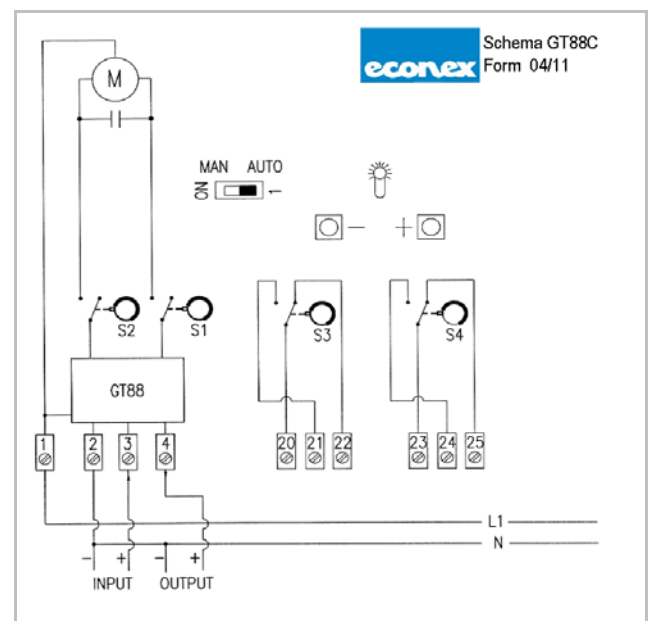 econex
Schema GT88C
Form 04/11
M
MAN AUTO
ON 1
- +
S2 S1 S3 S4
GT88
1 2 3 4 20 21 22 23 24 25
L1
N
- + - +
INPUT OUTPUT